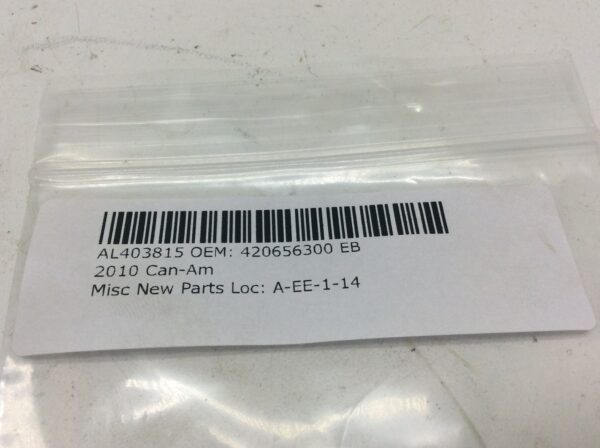 AL403815 OEM: 420656300 EB
2010 Can-Am
Misc New Parts Loc: A-EE-1-14